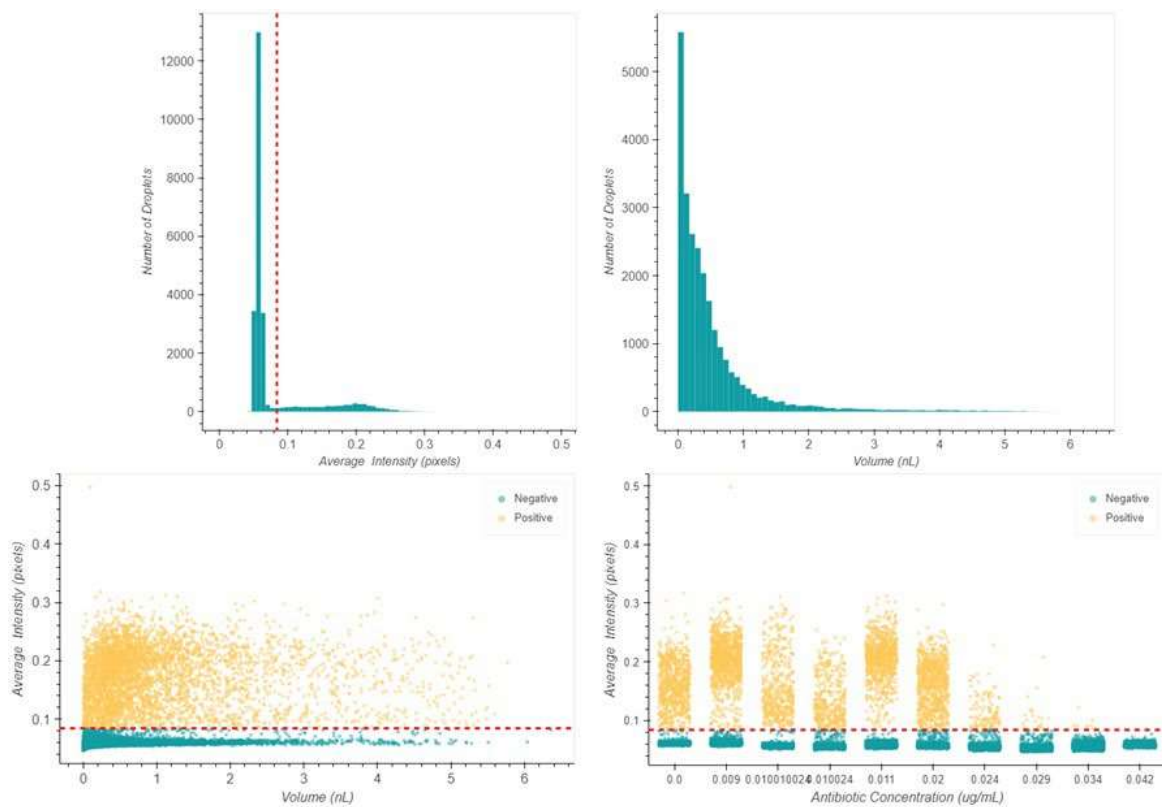 12000
10000
8000
6000
4000
2000
0
Number of Droplets
0 0.1 0.2 0.3 0.4 0.5
Average Intensity (pixels)
5000
4000
3000
2000
1000
0
Number of Droplets
0 1 2 3 4 5 6
Volume (nL)
0.5
0.4
0.3
0.2
0.1
Average Intensity (pixels)
Negative
Positive
0 1 2 3 4 5 6
Volume (nL)
0.5
0.4
0.3
0.2
0.1
Average Intensity (pixels)
Negative
Positive
0.0 0.009 0.010010024 0.010024 0.011 0.02 0.024 0.029 0.034 0.042
Antibiotic Concentration (ug/mL)